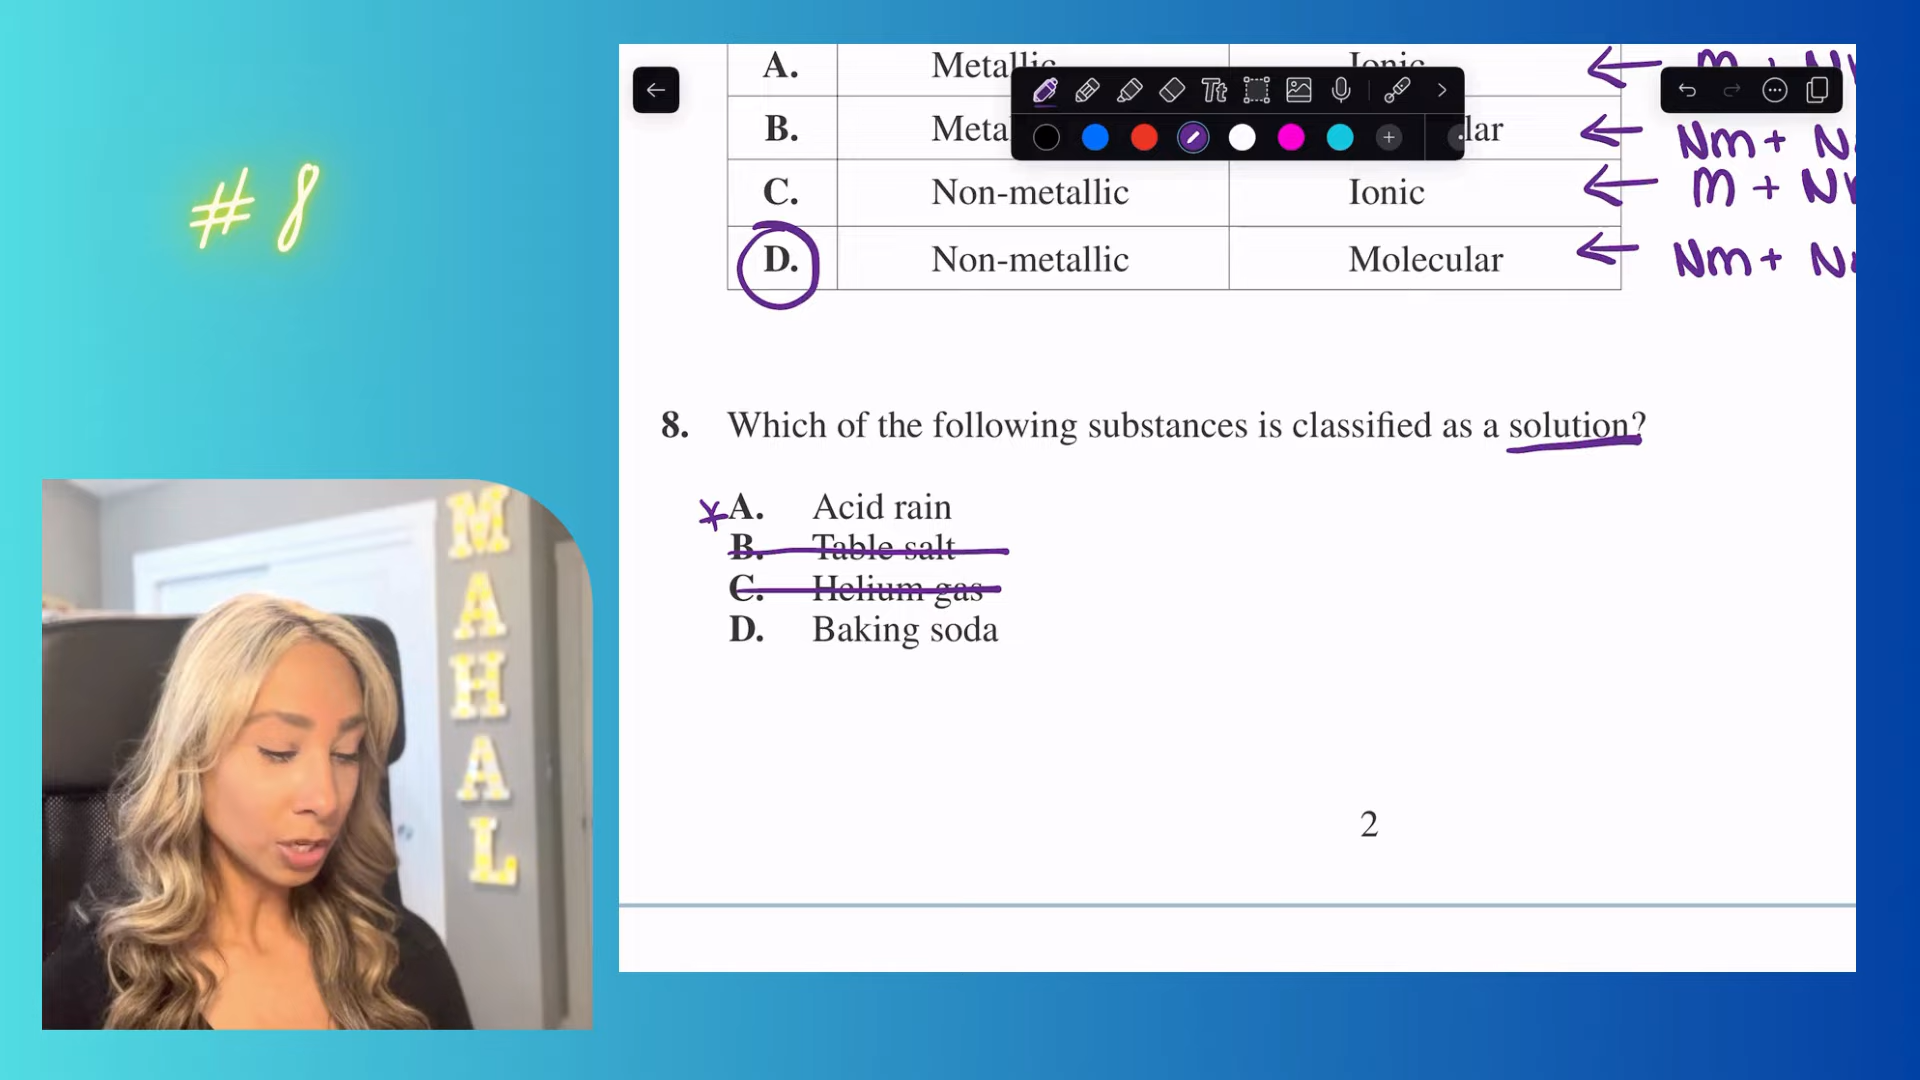 # 8
A. Metallic Ionic ← m +
B. Meta lar ← Nm +
C. Non-metallic Ionic ← m +
D. Non-metallic Molecular ← Nm +
8. Which of the following substances is classified as a solution?
A. Acid rain
B. Table salt
C. Helium gas
D. Baking soda
2
Tt
MAHAL